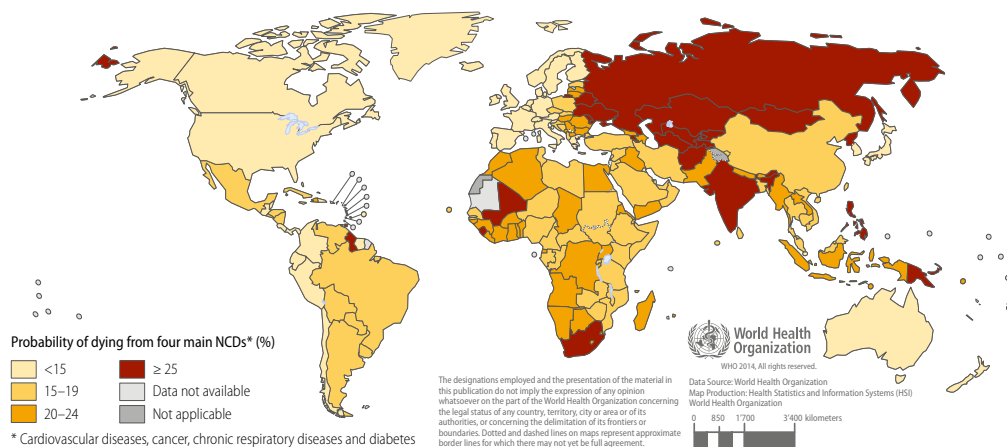 Probability of dying from four main NCDs* (%)
<15
15–19
20–24
≥ 25
Data not available
Not applicable
* Cardiovascular diseases, cancer, chronic respiratory diseases and diabetes
The designations employed and the presentation of the material in
this publication do not imply the expression of any opinion
whatsoever on the part of the World Health Organization concerning
the legal status of any country, territory, city or area or of its
authorities, or concerning the delimitation of its frontiers or
boundaries. Dotted and dashed lines on maps represent approximate
border lines for which there may not yet be full agreement.
World Health
Organization
WHO 2014, All rights reserved.
Data Source: World Health Organization
Map Production: Health Statistics and Information Systems (HSI)
World Health Organization
0 850 1'700 3'400 kilometers